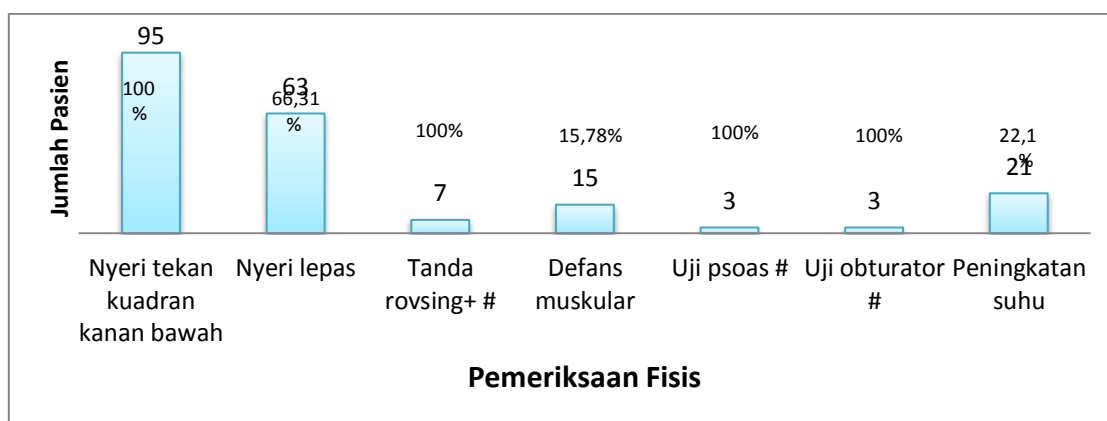 Jumlah Pasien
95
100
%
63
66,31
%
100%
7
15,78%
15
100%
3
100%
3
22,1
%
21
Nyeri tekan
kuadran
kanan bawah
Nyeri lepas
Tanda
rovsing+ #
Defans
muskular
Uji psoas #
Uji obturator
#
Peningkatan
suhu
Pemeriksaan Fisis